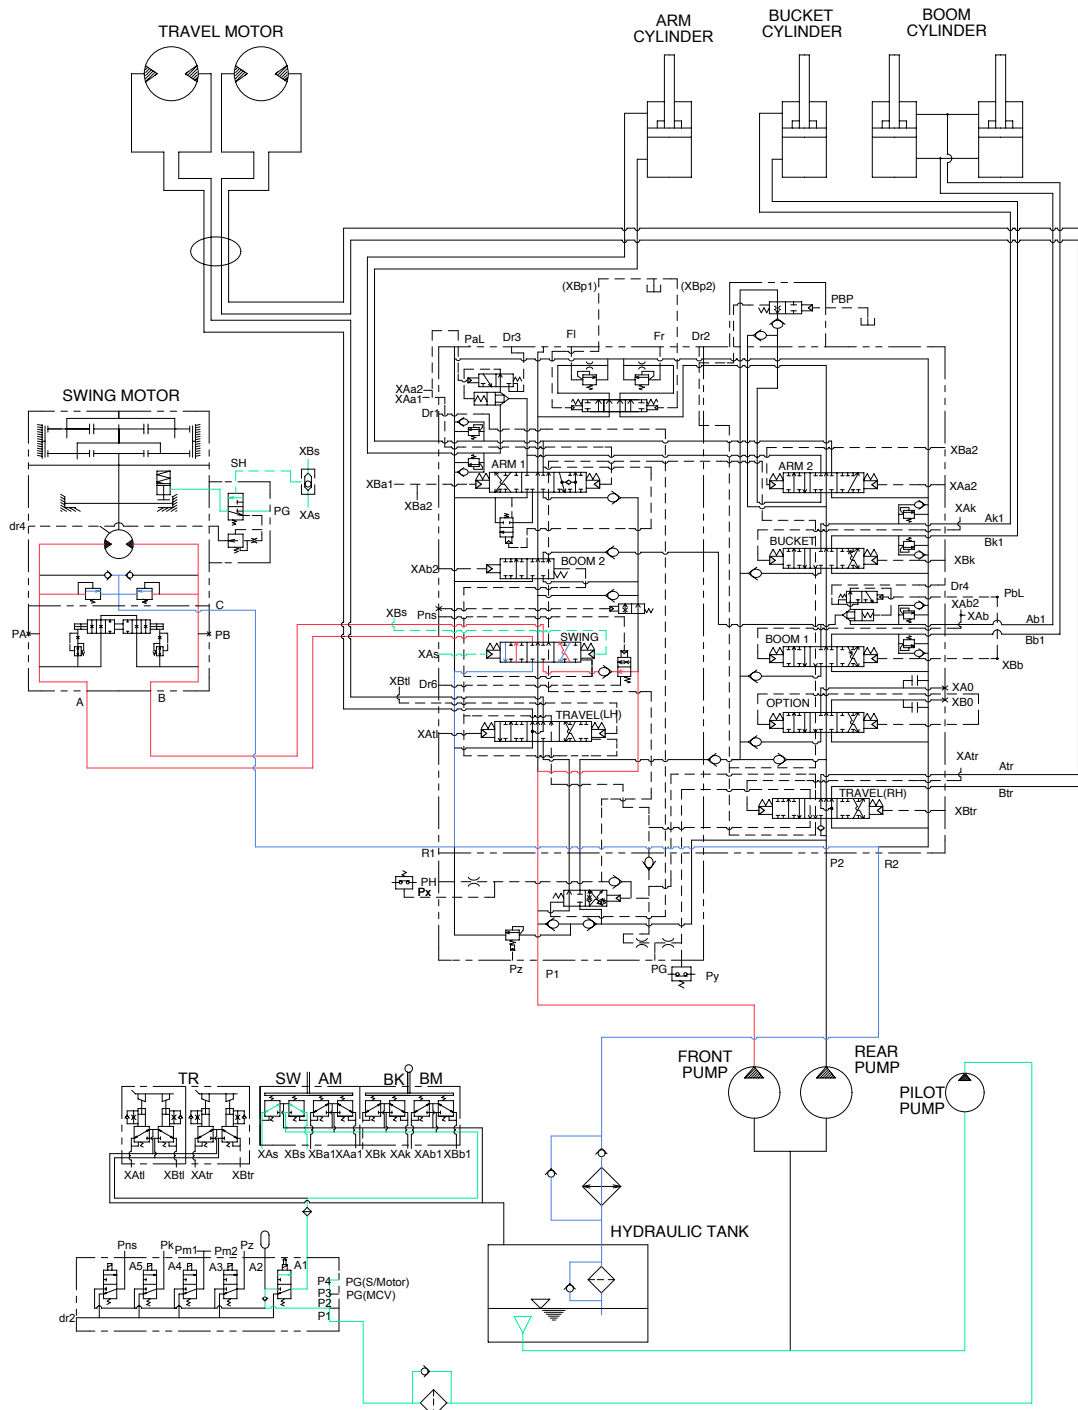 TRAVEL MOTOR
ARM
CYLINDER
BUCKET
CYLINDER
BOOM
CYLINDER
(XBp1)
(XBp2)
PBP
PaL
Dr3
Fl
Fr
Dr2
XAa2
XAa1
Dr1
SWING MOTOR
XBs
SH
PG
XAs
dr4
C
PA
PB
A
B
ARM 1
XBa1
XBa2
ARM 2
XBa2
XAa2
XAk
Ak1
BUCKET
Bk1
XBk
XAb2
BOOM 2
Dr4
PbL
XAb2
XAb
Ab1
XBs
Pns
SWING
XAs
BOOM 1
Bb1
XBb
XBtl
Dr6
XA0
XB0
OPTION
TRAVEL(LH)
XAtl
XAtr
Atr
Btr
TRAVEL(RH)
XBtr
R1
P2
R2
PH
Px
Pz
P1
PG
Py
FRONT
PUMP
REAR
PUMP
PILOT
PUMP
TR
SW
AM
BK
BM
XAtl
XBtl
XAtr
XBtr
XAs
XBs
XBa1
XAa1
XBk
XAk
XAb1
XBb1
HYDRAULIC TANK
Pns
Pk
Pm1
Pm2
Pz
A5
A4
A3
A2
A1
P4
PG(S/Motor)
P3
PG(MCV)
P2
P1
dr2